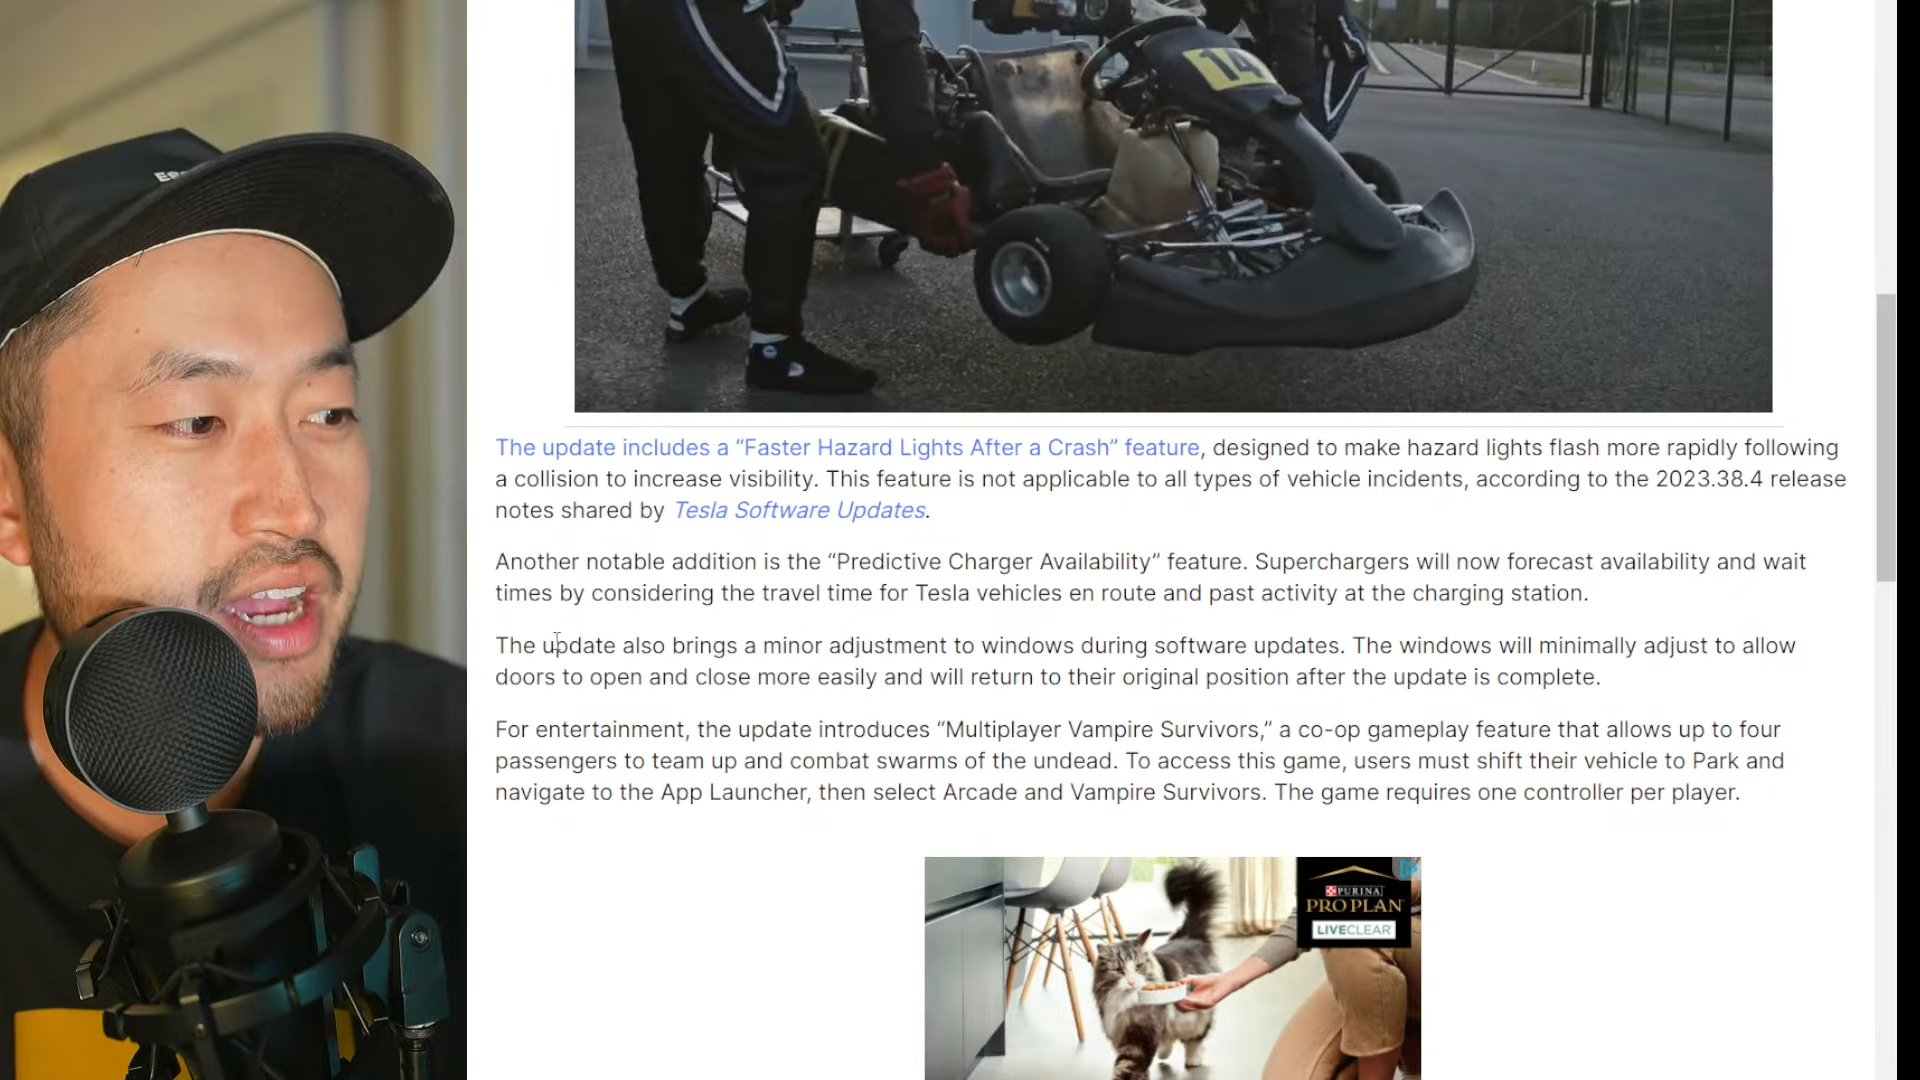 14
The update includes a “Faster Hazard Lights After a Crash” feature, designed to make hazard lights flash more rapidly following
a collision to increase visibility. This feature is not applicable to all types of vehicle incidents, according to the 2023.38.4 release
notes shared by Tesla Software Updates.
Another notable addition is the “Predictive Charger Availability” feature. Superchargers will now forecast availability and wait
times by considering the travel time for Tesla vehicles en route and past activity at the charging station.
The update also brings a minor adjustment to windows during software updates. The windows will minimally adjust to allow
doors to open and close more easily and will return to their original position after the update is complete.
For entertainment, the update introduces “Multiplayer Vampire Survivors,” a co-op gameplay feature that allows up to four
passengers to team up and combat swarms of the undead. To access this game, users must shift their vehicle to Park and
navigate to the App Launcher, then select Arcade and Vampire Survivors. The game requires one controller per player.
PURINA
PRO PLAN
LIVECLEAR